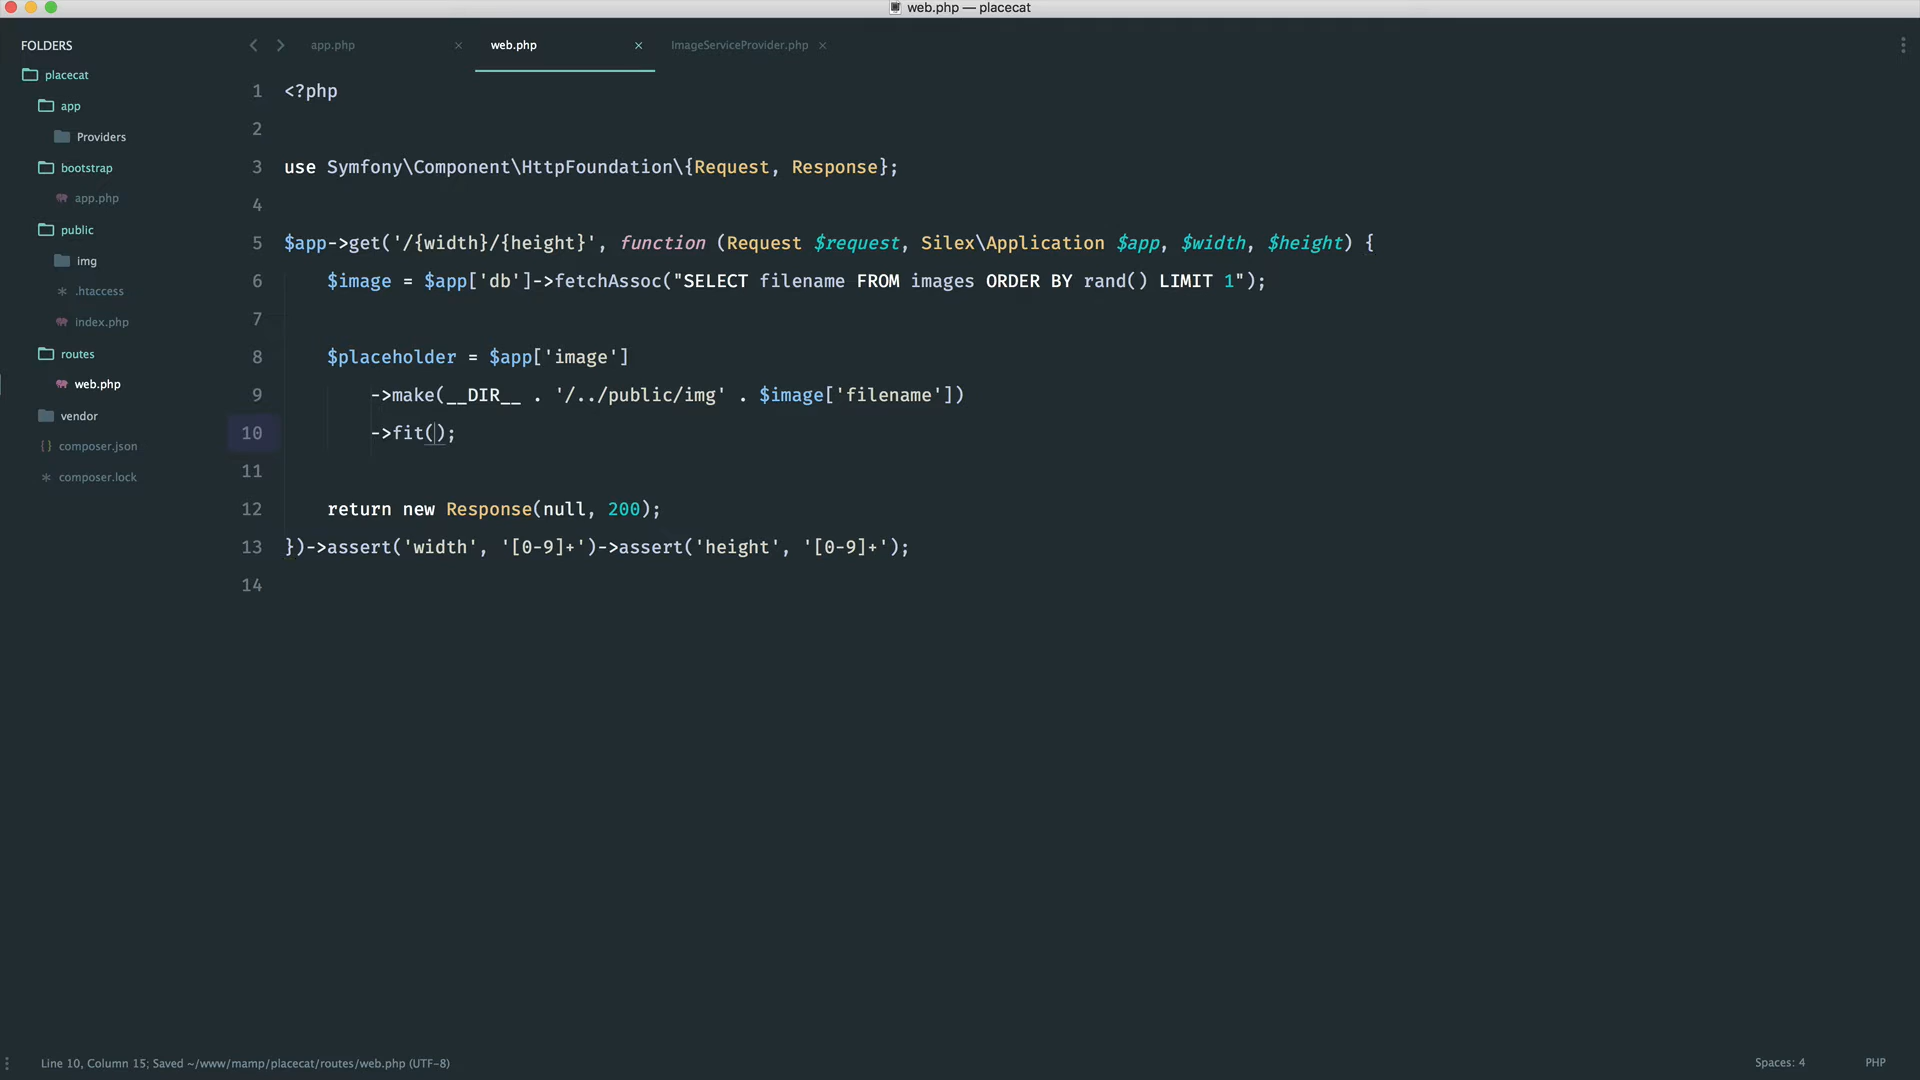 web.php — placecat
FOLDERS
placecat
app
Providers
bootstrap
app.php
public
img
.htaccess
index.php
routes
web.php
vendor
composer.json
composer.lock
app.php
web.php
ImageServiceProvider.php
1 <?php
2
3 use Symfony\Component\HttpFoundation\{Request, Response};
4
5 $app->get('/{width}/{height}', function (Request $request, Silex\Application $app, $width, $height) {
6 $image = $app['db']->fetchAssoc("SELECT filename FROM images ORDER BY rand() LIMIT 1");
7
8 $placeholder = $app['image']
9 ->make(__DIR__ . '/../public/img' . $image['filename'])
10 ->fit();
11
12 return new Response(null, 200);
13 })->assert('width', '[0-9]+')->assert('height', '[0-9]+');
14
Line 10, Column 15; Saved ~/www/mamp/placecat/routes/web.php (UTF-8)
Spaces: 4
PHP